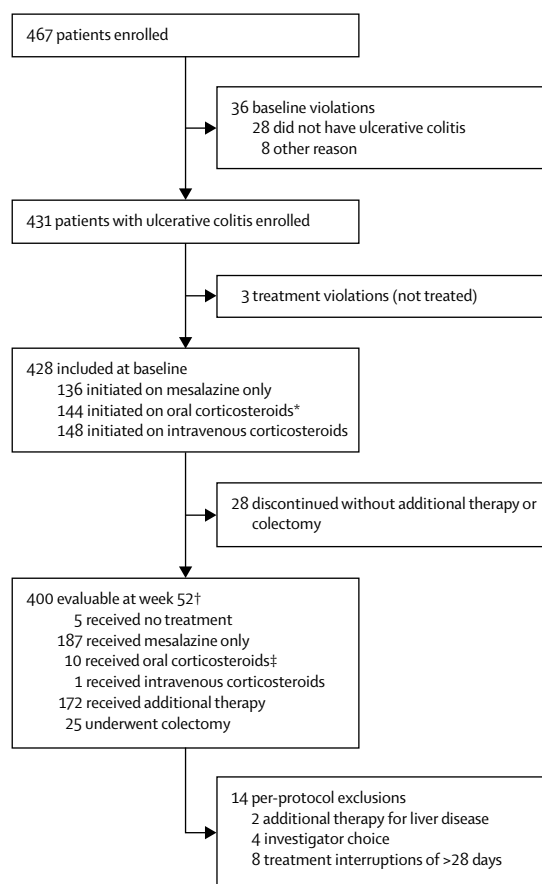 467 patients enrolled
36 baseline violations
28 did not have ulcerative colitis
8 other reason
431 patients with ulcerative colitis enrolled
3 treatment violations (not treated)
428 included at baseline
136 initiated on mesalazine only
144 initiated on oral corticosteroids*
148 initiated on intravenous corticosteroids
28 discontinued without additional therapy or
colectomy
400 evaluable at week 52†
5 received no treatment
187 received mesalazine only
10 received oral corticosteroids‡
1 received intravenous corticosteroids
172 received additional therapy
25 underwent colectomy
14 per-protocol exclusions
2 additional therapy for liver disease
4 investigator choice
8 treatment interruptions of >28 days